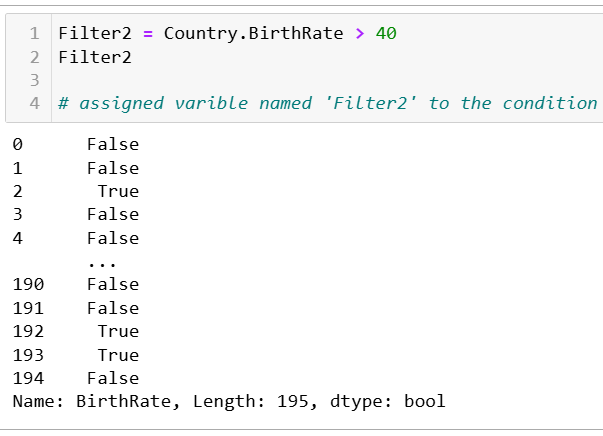 1 Filter2 = Country.BirthRate > 40
2 Filter2
3
4 # assigned varible named 'Filter2' to the condition
0 False
1 False
2 True
3 False
4 False
...
190 False
191 False
192 True
193 True
194 False
Name: BirthRate, Length: 195, dtype: bool